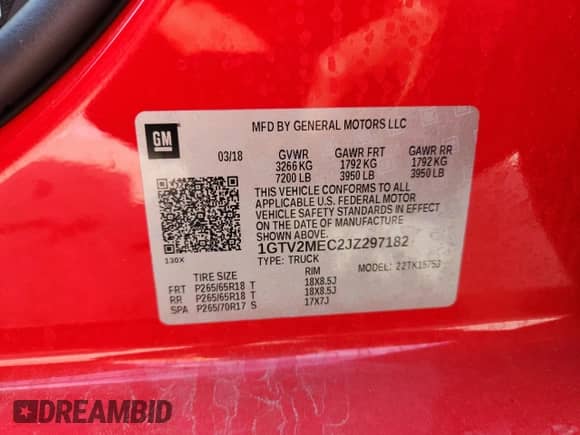 GM
MFD BY GENERAL MOTORS LLC
03/18 GVWR GAWR FRT GAWR RR
3266 KG 1792 KG 1792 KG
7200 LB 3950 LB 3950 LB
THIS VEHICLE CONFORMS TO ALL
APPLICABLE U.S. FEDERAL MOTOR
VEHICLE SAFETY STANDARDS IN EFFECT
ON THE DATE OF MANUFACTURE
SHOWN ABOVE
1GTV2MEC2JZ297182
130X
TYPE: TRUCK MODEL:
TIRE SIZE RIM
FRT P265/65R18 T 18X8.5J
RR P265/65R18 T 18X8.5J
SPA P265/70R17 S 17X7J
DREAMBID